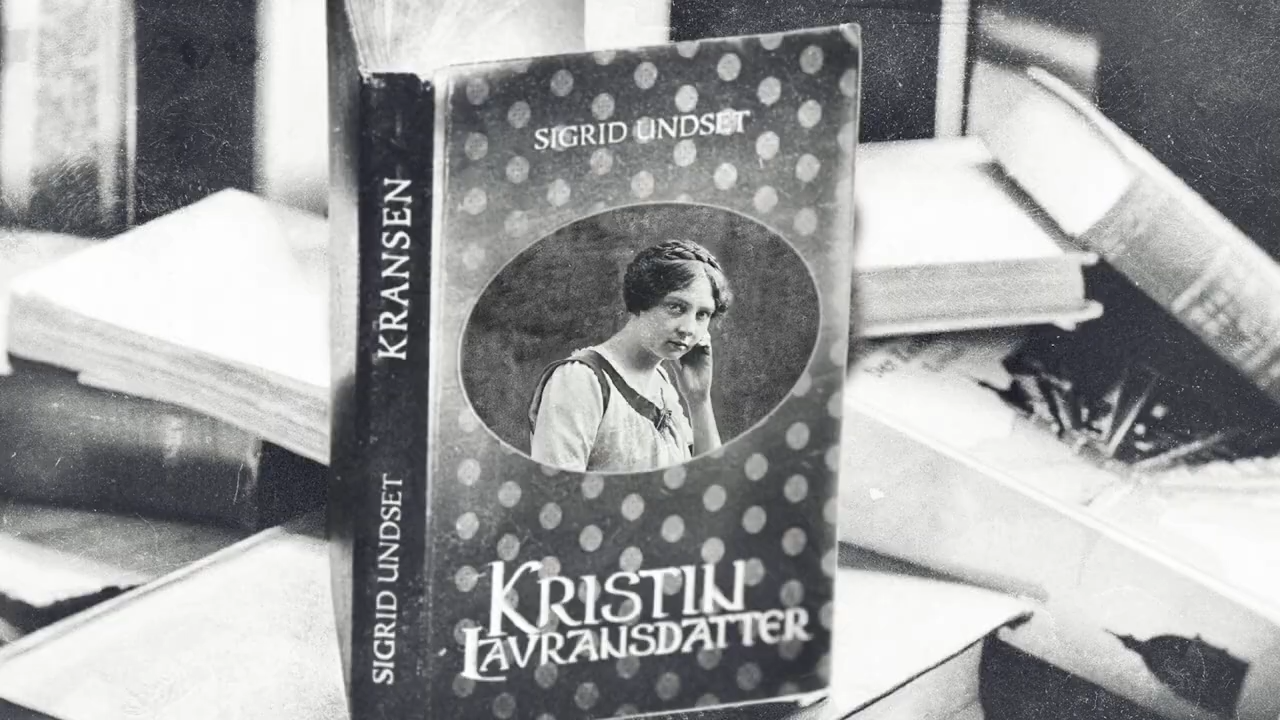 SIGRID UNDSET
KRISTIN
LAVRANSDATTER
SIGRID UNDSET
KRANSEN